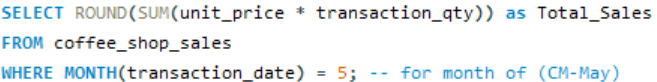 SELECT ROUND(SUM(unit_price * transaction_qty)) as Total_Sales
FROM coffee_shop_sales
WHERE MONTH(transaction_date) = 5; -- for month of (CM-May)